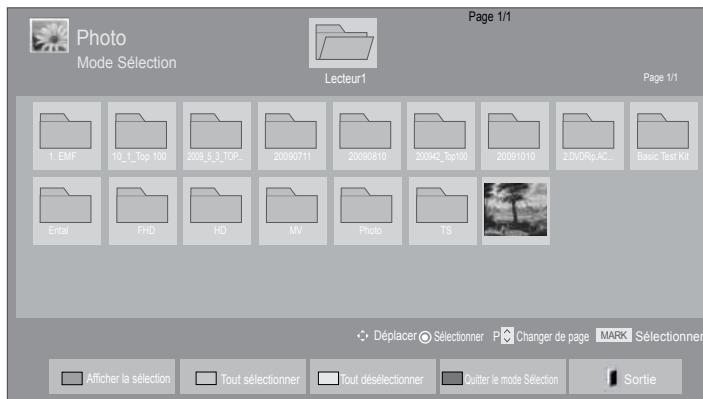 Page 1/1
Photo
Mode Sélection
Lecteur1
Page 1/1
1. EMF 10_1_Top 100 2009_5_3_TOP... 20090711 20090810 200942_Top100 20091010 2.DVDRip.AC... Basic Test Kit
Ental FHD HD MV Photo TS
Déplacer Sélectionner P Changer de page MARK Sélectionner
Afficher la sélection Tout sélectionner Tout désélectionner Quitter le mode Sélection Sortie